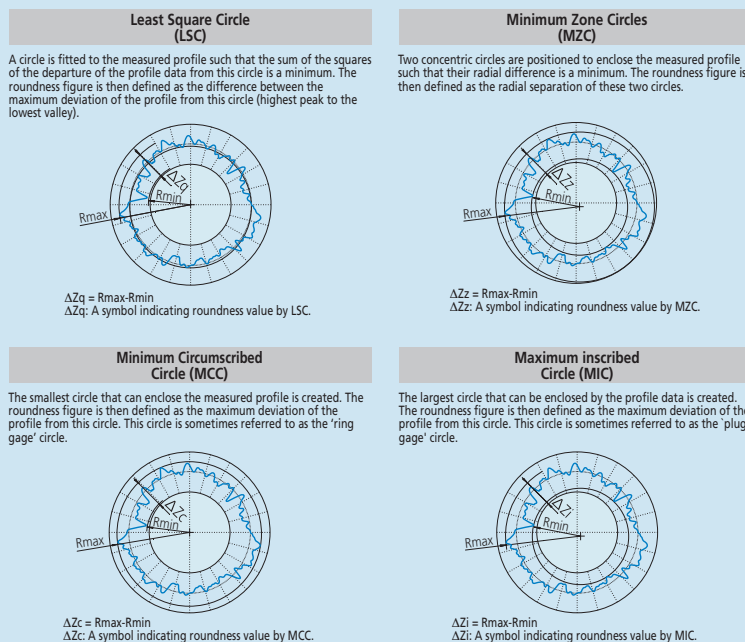 Least Square Circle
(LSC)
A circle is fitted to the measured profile such that the sum of the squares
of the departure of the profile data from this circle is a minimum. The
roundness figure is then defined as the difference between the
maximum deviation of the profile from this circle (highest peak to the
lowest valley).
ΔZq
Rmin
Rmax
ΔZq = Rmax-Rmin
ΔZq: A symbol indicating roundness value by LSC.
Minimum Zone Circles
(MZC)
Two concentric circles are positioned to enclose the measured profile
such that their radial difference is a minimum. The roundness figure is
then defined as the radial separation of these two circles.
ΔZz
Rmin
Rmax
ΔZz = Rmax-Rmin
ΔZz: A symbol indicating roundness value by MZC.
Minimum Circumscribed
Circle (MCC)
The smallest circle that can enclose the measured profile is created. The
roundness figure is then defined as the maximum deviation of the
profile from this circle. This circle is sometimes referred to as the ‘ring
gage’ circle.
ΔZc
Rmin
Rmax
ΔZc = Rmax-Rmin
ΔZc: A symbol indicating roundness value by MCC.
Maximum inscribed
Circle (MIC)
The largest circle that can be enclosed by the profile data is created.
The roundness figure is then defined as the maximum deviation of the
profile from this circle. This circle is sometimes referred to as the `plug
gage' circle.
ΔZi
Rmin
Rmax
ΔZi = Rmax-Rmin
ΔZi: A symbol indicating roundness value by MIC.